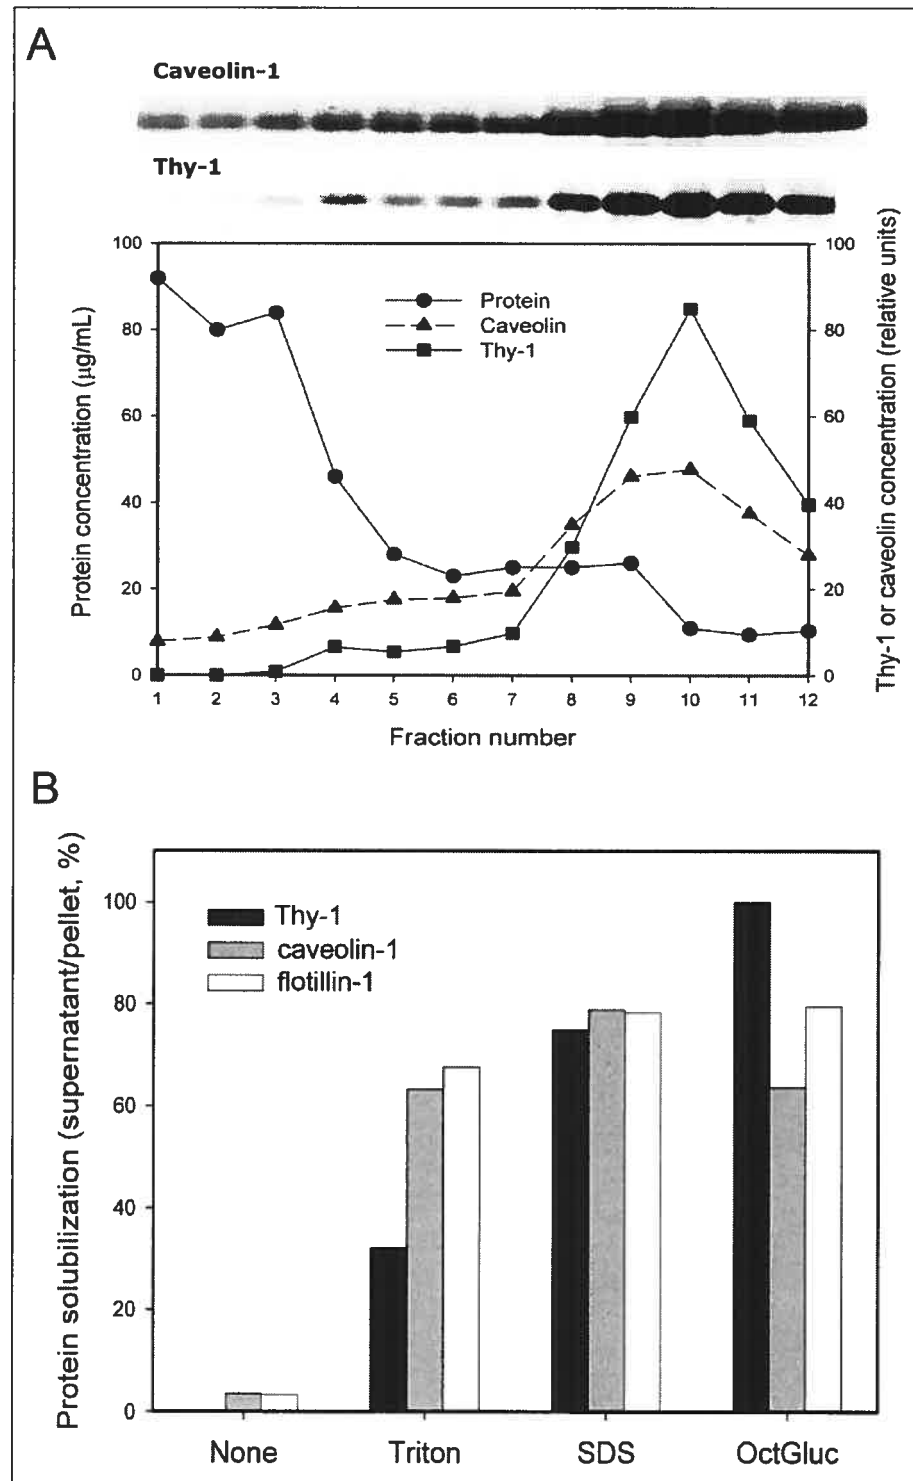 A
Caveolin-1
Thy-1
100
80
60
40
20
0
Protein concentration (µg/mL)
Protein
Caveolin
Thy-1
100
80
60
40
20
0
Thy-1 or caveolin concentration (relative units)
1 2 3 4 5 6 7 8 9 10 11 12
Fraction number
B
Protein solubilization (supernatant/pellet, %)
100
80
60
40
20
0
Thy-1
caveolin-1
flotillin-1
None Triton SDS OctGluc